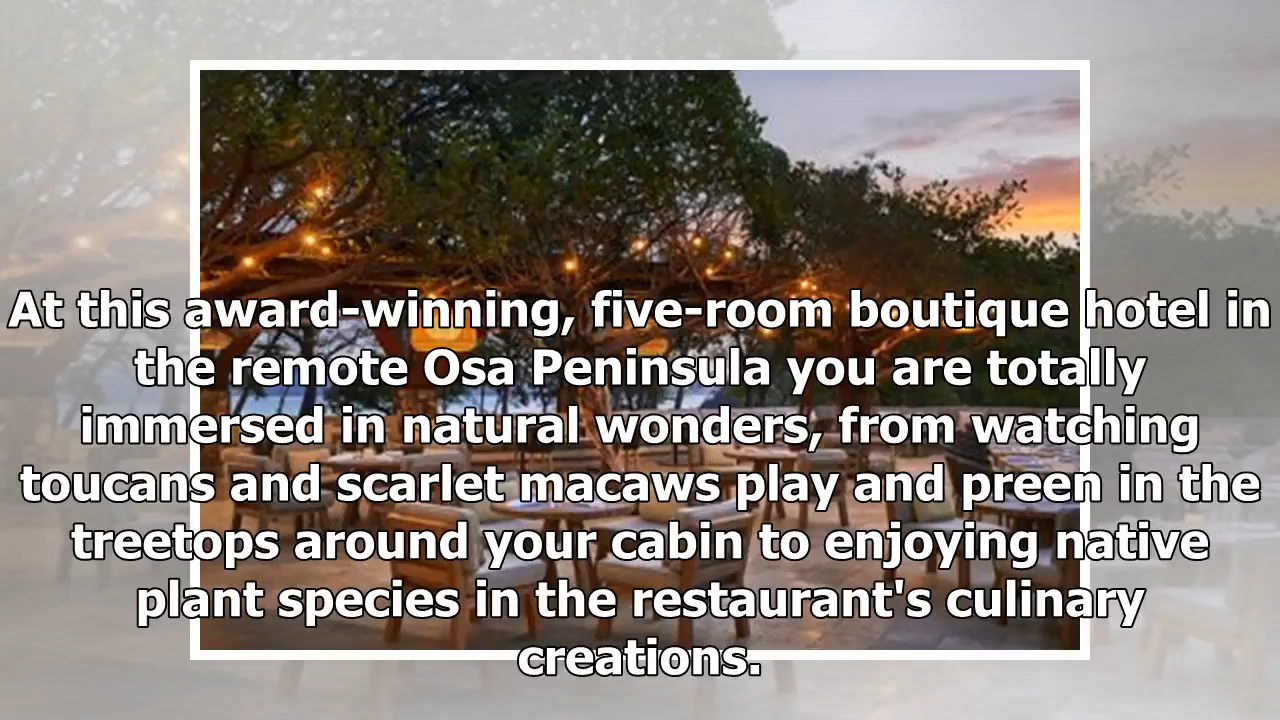 At this award-winning, five-room boutique hotel in
the remote Osa Peninsula you are totally
immersed in natural wonders, from watching
toucans and scarlet macaws play and preen in the
treetops around your cabin to enjoying native
plant species in the restaurant's culinary
creations.